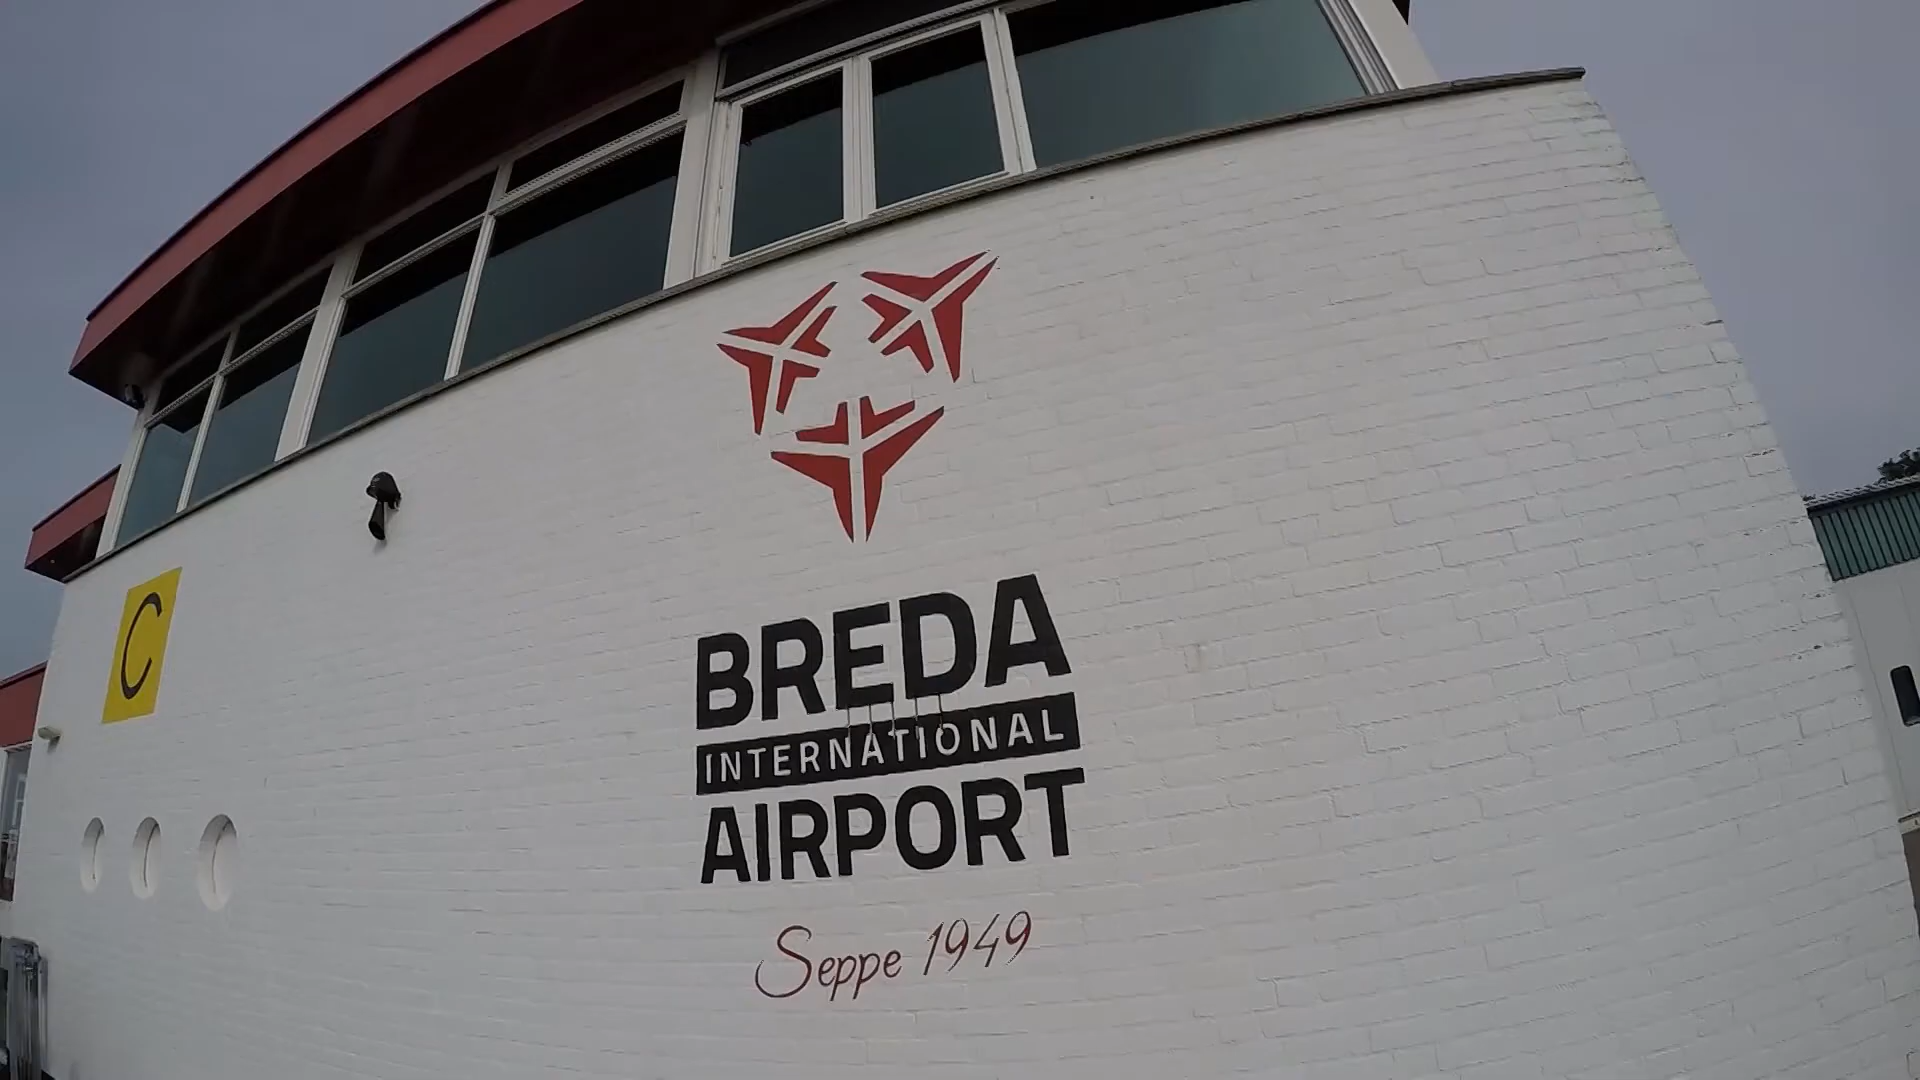 C
BREDA
INTERNATIONAL
AIRPORT
Seppe 1949